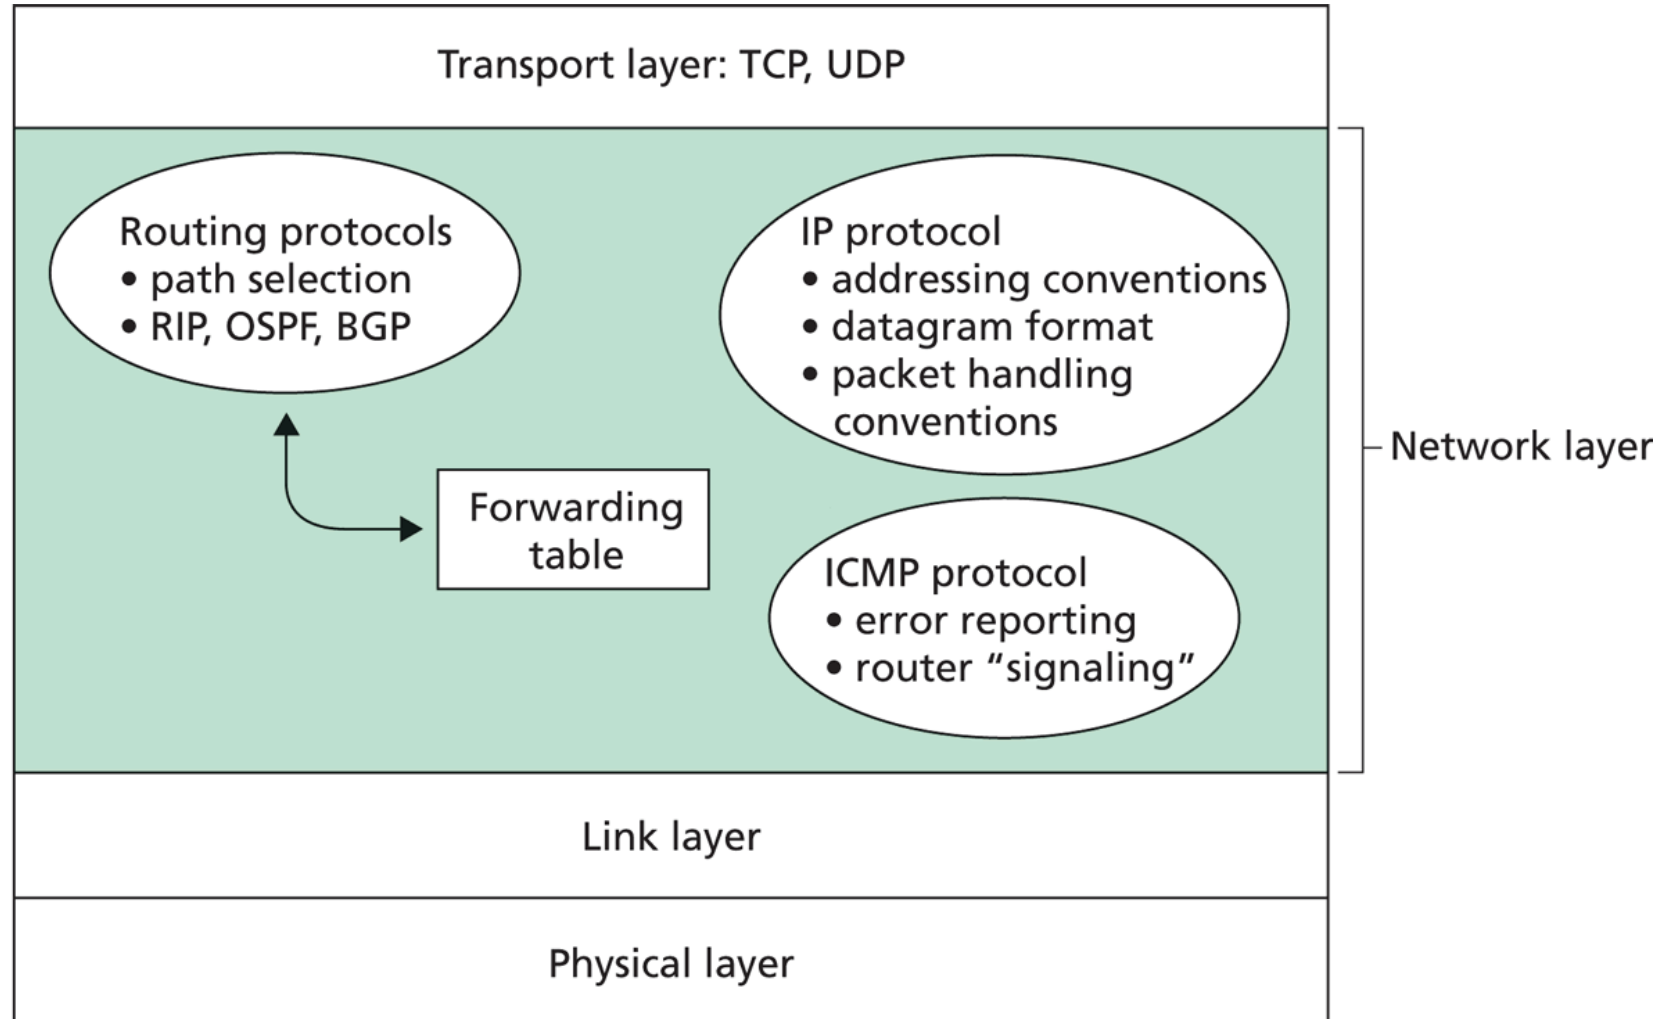 Transport layer: TCP, UDP
Routing protocols
• path selection
• RIP, OSPF, BGP
IP protocol
• addressing conventions
• datagram format
• packet handling
conventions
Network layer
Forwarding
table
ICMP protocol
• error reporting
• router “signaling”
Link layer
Physical layer